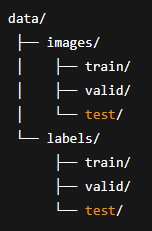 data/
├── images/
│   ├── train/
│   ├── valid/
│   └── test/
└── labels/
    ├── train/
    ├── valid/
    └── test/